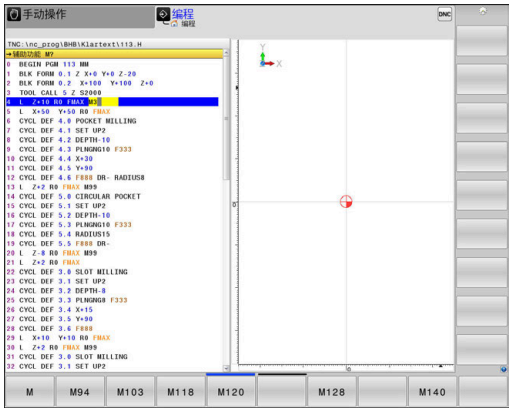 手动操作
编程
编程
DNC
TNC:\nc_prog\BHB\Klartext\113.H
→辅助功能 M?
0 BEGIN PGM 113 MM
1 BLK FORM 0.1 Z X+0 Y+0 Z-20
2 BLK FORM 0.2 X+100 Y+100 Z+0
3 TOOL CALL 5 Z S2000
4 L Z+10 R0 FMAX M3
5 L X+50 Y+50 R0 FMAX
6 CYCL DEF 4.0 POCKET MILLING
7 CYCL DEF 4.1 SET UP2
8 CYCL DEF 4.2 DEPTH-10
9 CYCL DEF 4.3 PLNGNG10 F333
10 CYCL DEF 4.4 X+30
11 CYCL DEF 4.5 Y+90
12 CYCL DEF 4.6 F888 DR- RADIUS8
13 L Z+2 R0 FMAX M99
14 CYCL DEF 5.0 CIRCULAR POCKET
15 CYCL DEF 5.1 SET UP2
16 CYCL DEF 5.2 DEPTH-10
17 CYCL DEF 5.3 PLNGNG10 F333
18 CYCL DEF 5.4 RADIUS15
19 CYCL DEF 5.5 F888 DR-
20 L Z-8 R0 FMAX M99
21 L Z+2 R0 FMAX
22 CYCL DEF 3.0 SLOT MILLING
23 CYCL DEF 3.1 SET UP2
24 CYCL DEF 3.2 DEPTH-8
25 CYCL DEF 3.3 PLNGNG8 F333
26 CYCL DEF 3.4 X+15
27 CYCL DEF 3.5 Y+90
28 CYCL DEF 3.6 F888
29 L X+10 Y+10 R0 FMAX
30 L Z+2 R0 FMAX M99
31 CYCL DEF 3.0 SLOT MILLING
32 CYCL DEF 3.1 SET UP2
Y
X
0
0
M M94 M103 M118 M120 M128 M140